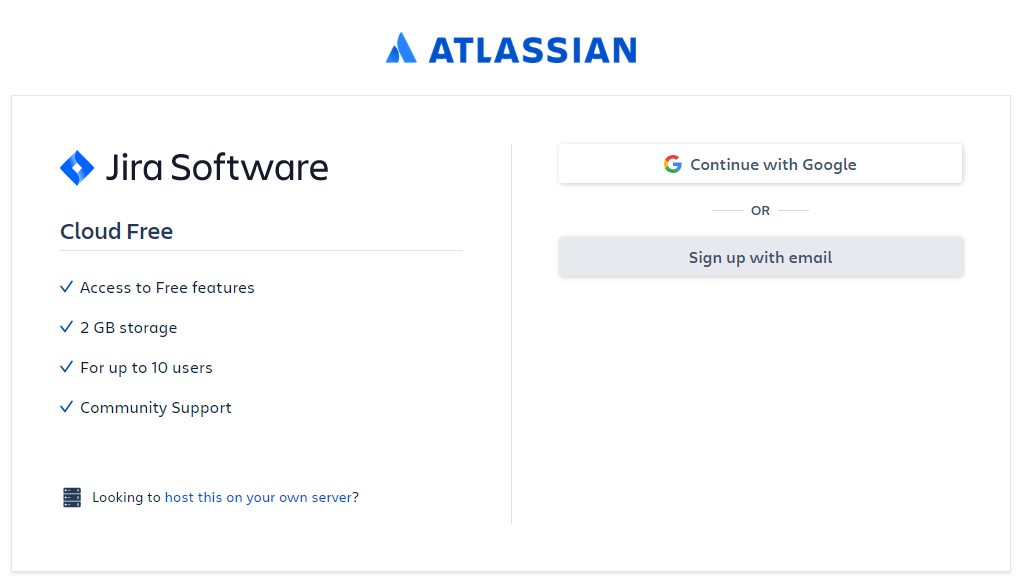 ATLASSIAN
Jira Software
Cloud Free
Access to Free features
2 GB storage
For up to 10 users
Community Support
Looking to host this on your own server?
Continue with Google
OR
Sign up with email